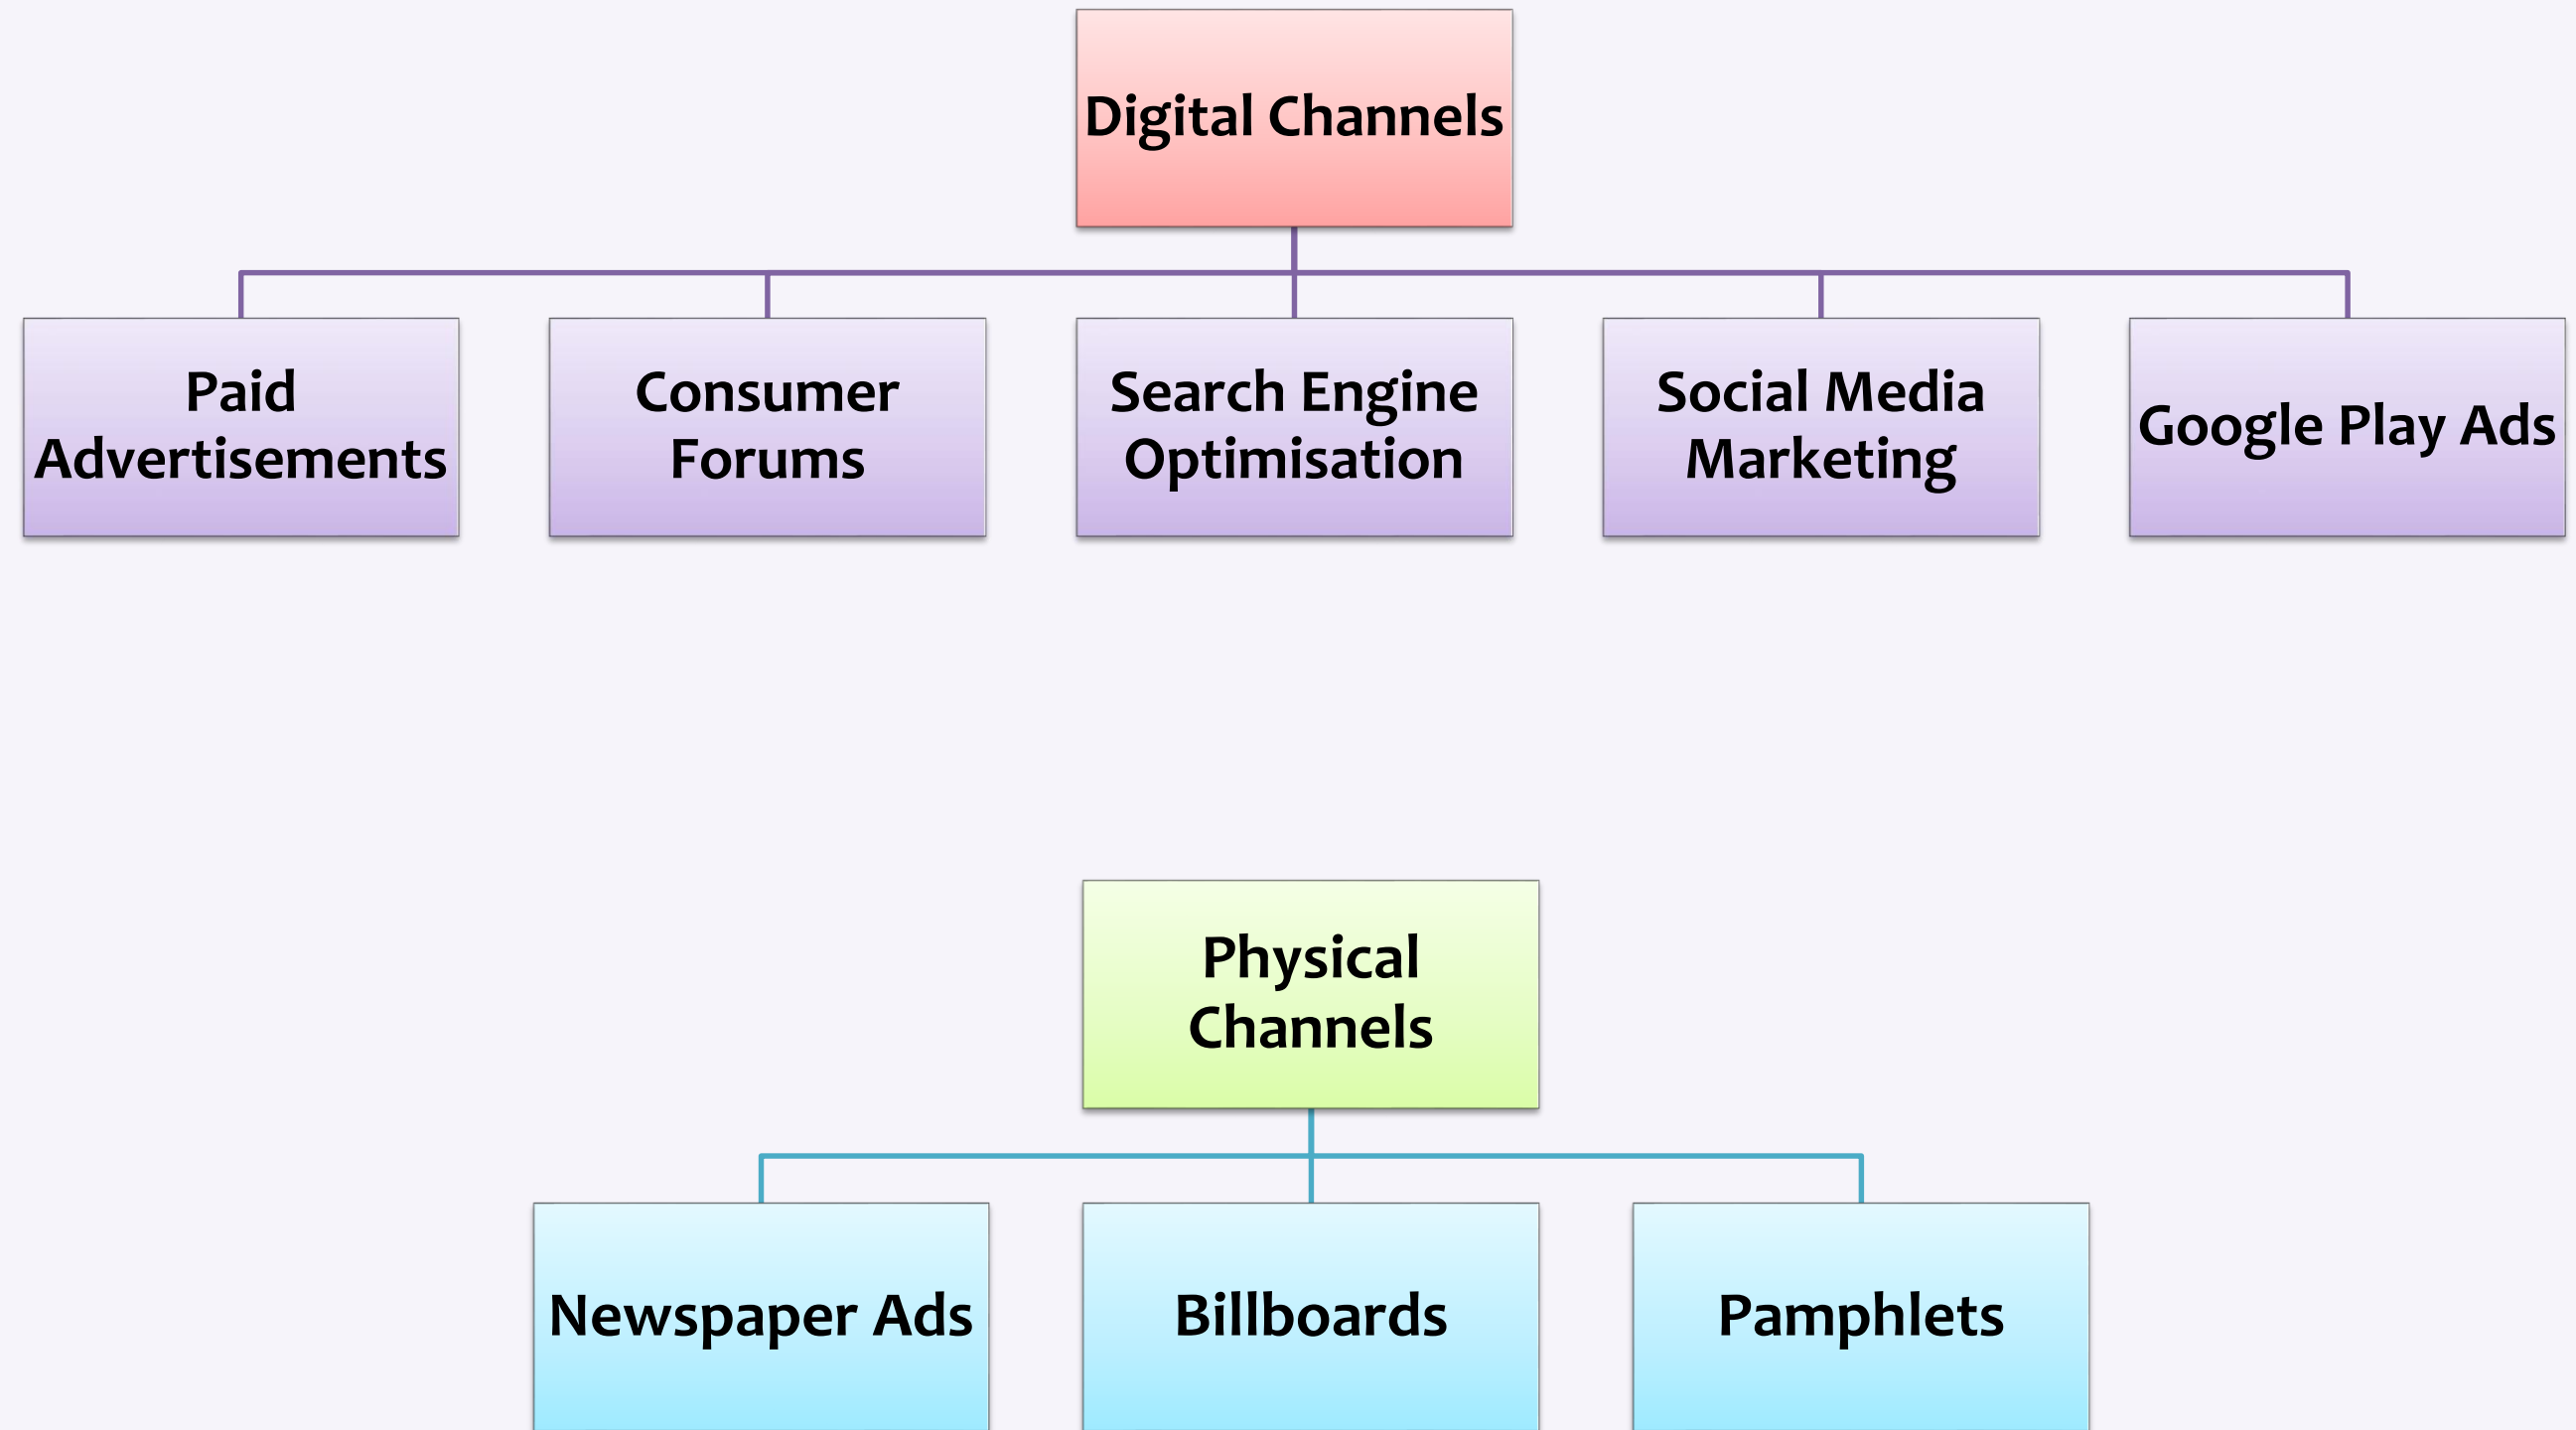 Digital Channels
Paid
Advertisements
Consumer
Forums
Search Engine
Optimisation
Social Media
Marketing
Google Play Ads
Physical
Channels
Newspaper Ads
Billboards
Pamphlets